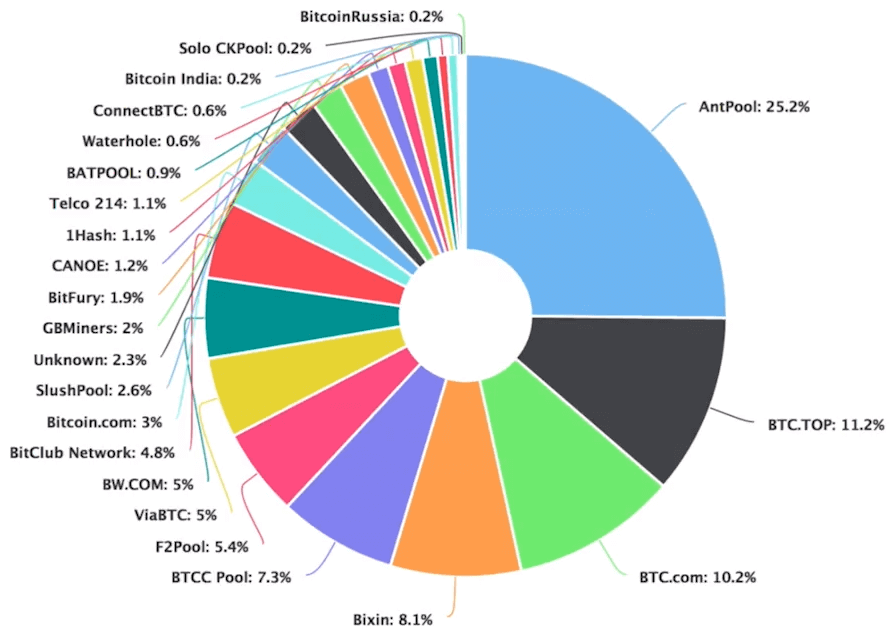 BitcoinRussia: 0.2%
Solo CKPool: 0.2%
Bitcoin India: 0.2%
ConnectBTC: 0.6%
Waterhole: 0.6%
BATPOOL: 0.9%
Telco 214: 1.1%
1Hash: 1.1%
CANOE: 1.2%
BitFury: 1.9%
GBMiners: 2%
Unknown: 2.3%
SlushPool: 2.6%
Bitcoin.com: 3%
BitClub Network: 4.8%
BW.COM: 5%
ViaBTC: 5%
F2Pool: 5.4%
BTCC Pool: 7.3%
Bixin: 8.1%
BTC.com: 10.2%
BTC.TOP: 11.2%
AntPool: 25.2%